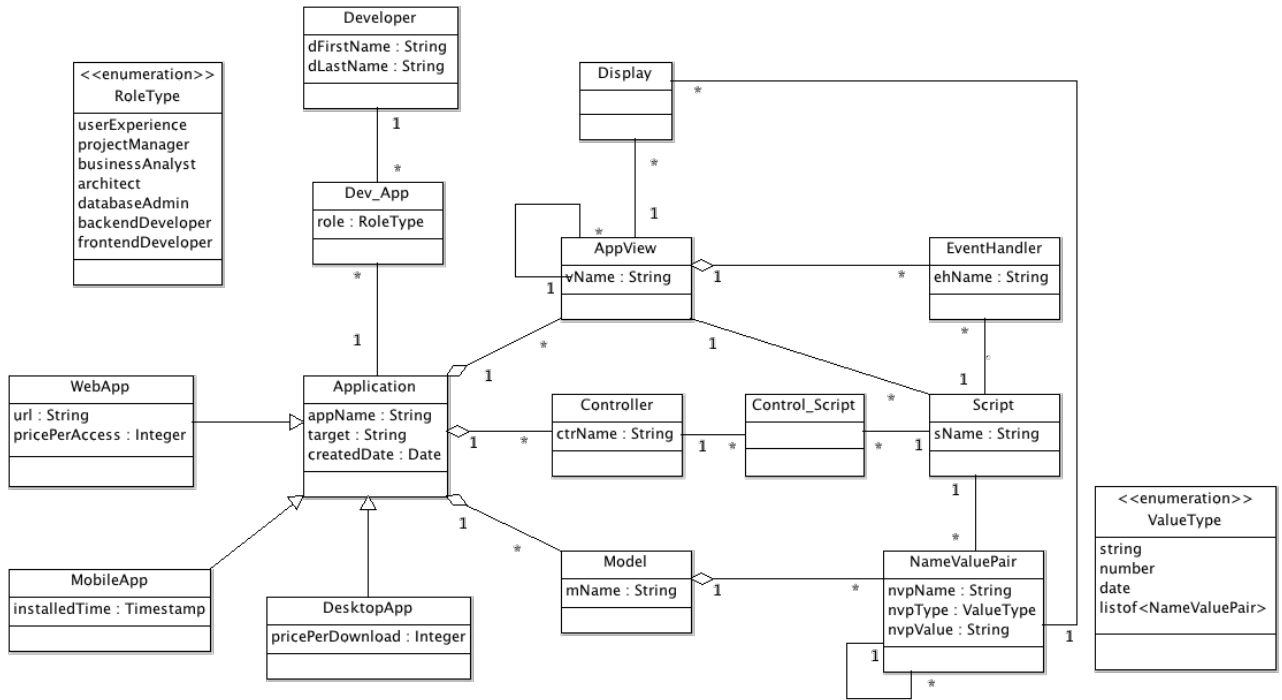 Developer
dFirstName : String
dLastName : String
<<enumeration>>
RoleType
userExperience
projectManager
businessAnalyst
architect
databaseAdmin
backendDeveloper
frontendDeveloper
Display
*
1
1
*
*
1
Dev_App
role : RoleType
*
1
*
AppView
vName : String
1
1
*
EventHandler
ehName : String
*
1
*
1
1
*
WebApp
url : String
pricePerAccess : Integer
Application
appName : String
target : String
createdDate : Date
1
*
Controller
ctrName : String
1
*
Control_Script
*
1
Script
sName : String
1
*
1
*
<<enumeration>>
ValueType
string
number
date
listof<NameValuePair>
MobileApp
installedTime : Timestamp
DesktopApp
pricePerDownload : Integer
Model
mName : String
1
*
NameValuePair
nvpName : String
nvpType : ValueType
nvpValue : String
1
1
*